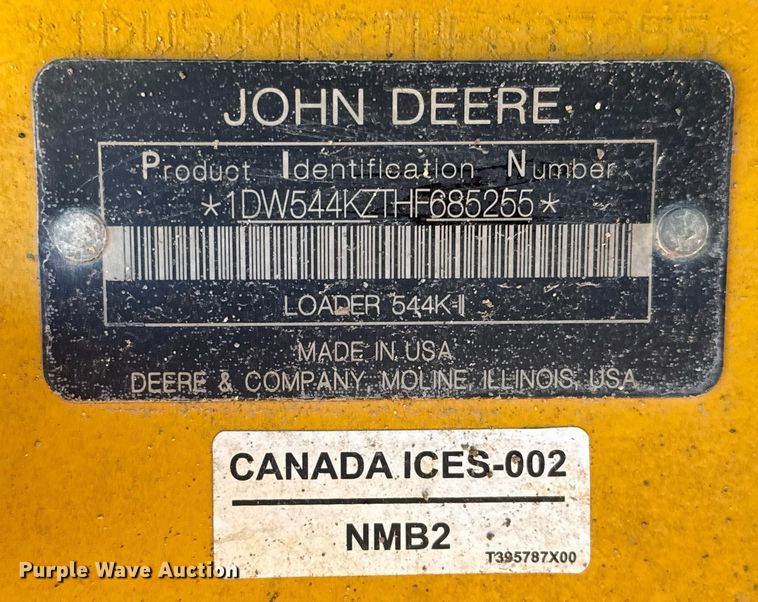 *1DW544KZTHF685255*
JOHN DEERE
Product Identification Number
*1DW544KZTHF685255*
LOADER 544K-II
MADE IN USA
DEERE & COMPANY, MOLINE, ILLINOIS, USA
CANADA ICES-002
NMB2
T395787X00
Purple Wave Auction